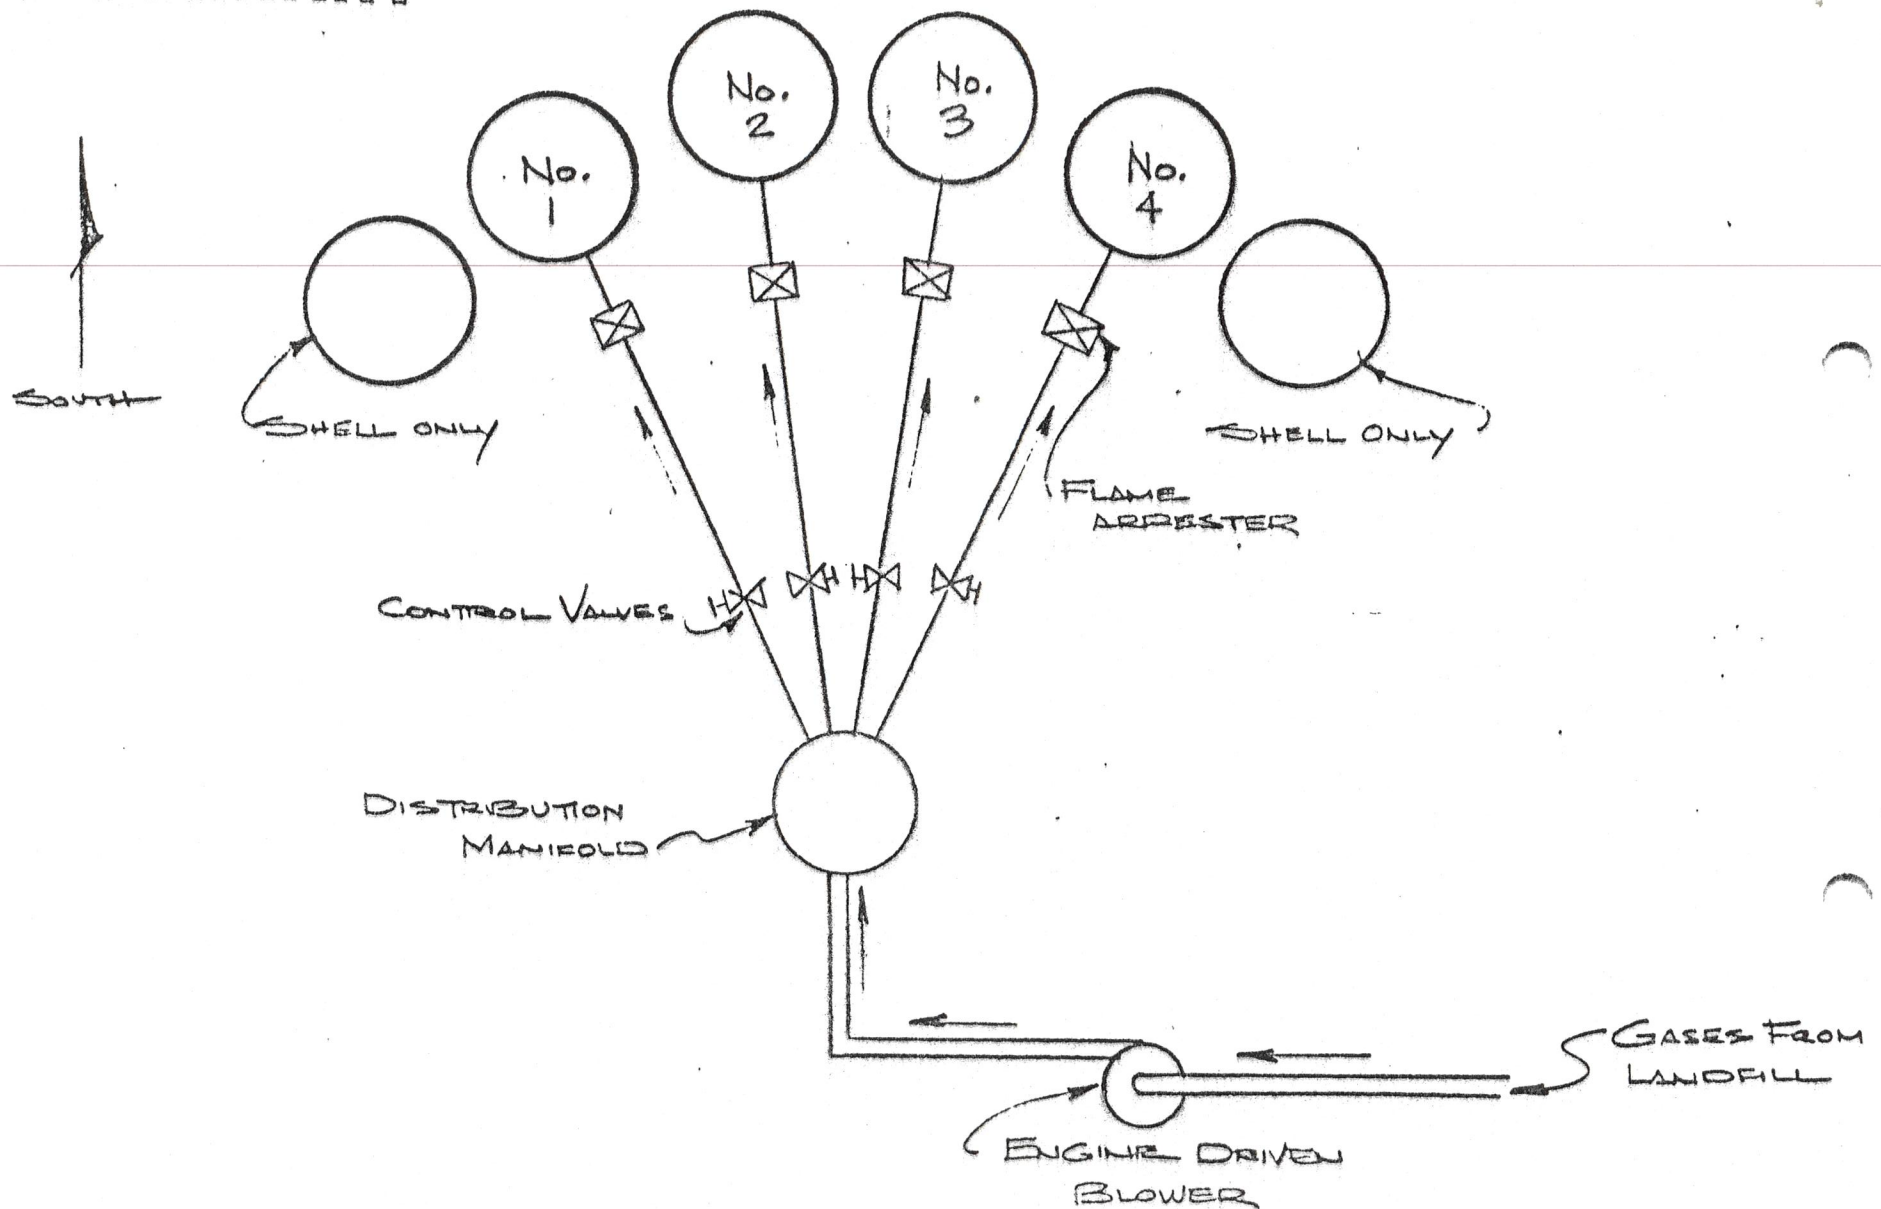 No.
1
No.
2
No.
3
No.
4
SOUTH
SHELL ONLY
SHELL ONLY
FLAME
ARRESTER
CONTROL VALVES
DISTRIBUTION
MANIFOLD
GASES FROM
LANDFILL
ENGINE DRIVEN
BLOWER